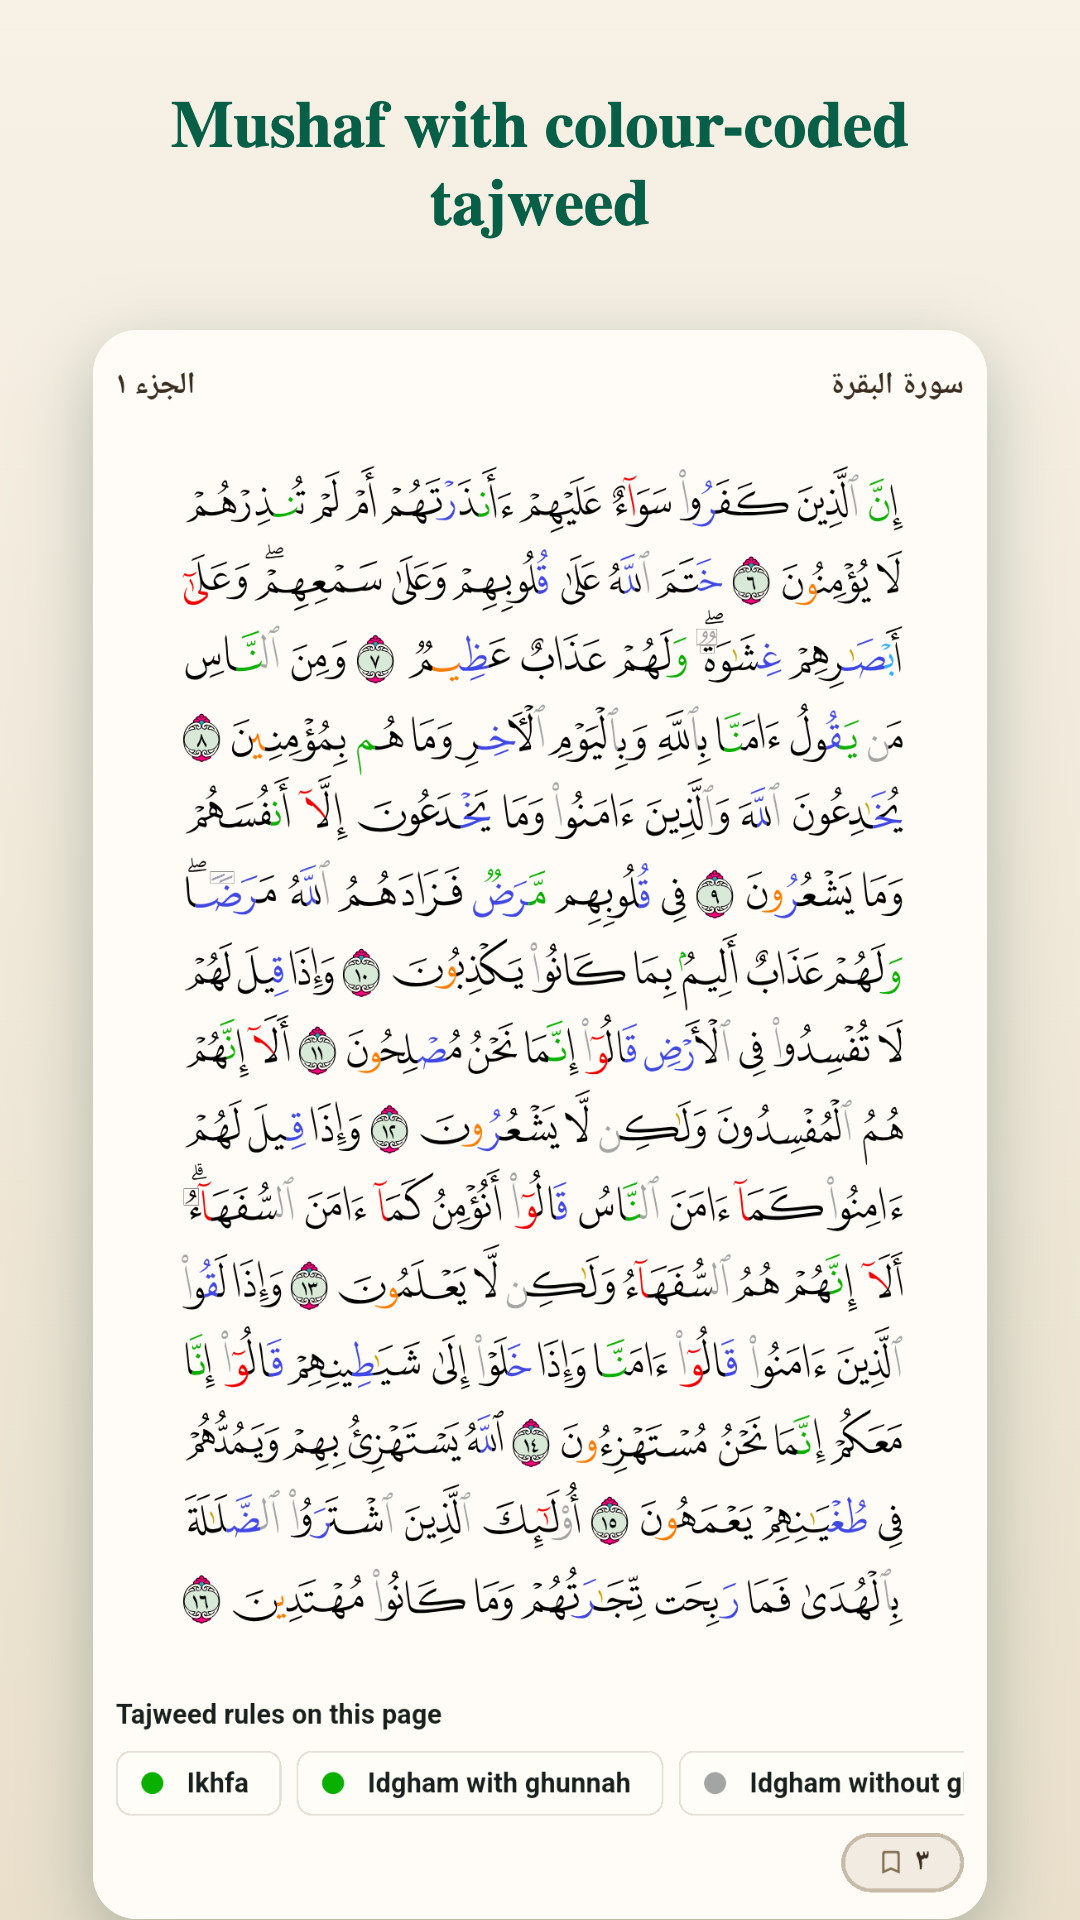 Mushaf with colour-coded
tajweed
سورة البقرة
الجزء ١
إِنَّ ٱلَّذِينَ كَفَرُوا۟ سَوَآءٌ عَلَيْهِمْ ءَأَنذَرْتَهُمْ أَمْ لَمْ تُنذِرْهُمْ
لَا يُؤْمِنُونَ ٦ خَتَمَ ٱللَّهُ عَلَىٰ قُلُوبِهِمْ وَعَلَىٰ سَمْعِهِمْ ۖ وَعَلَىٰٓ
أَبْصَـٰرِهِمْ غِشَـٰوَةٌ ۖ وَلَهُمْ عَذَابٌ عَظِيمٌ ٧ وَمِنَ ٱلنَّاسِ
مَن يَقُولُ ءَامَنَّا بِٱللَّهِ وَبِٱلْيَوْمِ ٱلْـَٔاخِرِ وَمَا هُم بِمُؤْمِنِينَ ٨
يُخَـٰدِعُونَ ٱللَّهَ وَٱلَّذِينَ ءَامَنُوا۟ وَمَا يَخْدَعُونَ إِلَّآ أَنفُسَهُمْ
وَمَا يَشْعُرُونَ ٩ فِى قُلُوبِهِم مَّرَضٌ فَزَادَهُمُ ٱللَّهُ مَرَضًا ۖ
وَلَهُمْ عَذَابٌ أَلِيمٌۢ بِمَا كَانُوا۟ يَكْذِبُونَ ١٠ وَإِذَا قِيلَ لَهُمْ
لَا تُفْسِدُوا۟ فِى ٱلْأَرْضِ قَالُوٓا۟ إِنَّمَا نَحْنُ مُصْلِحُونَ ١١ أَلَآ إِنَّهُمْ
هُمُ ٱلْمُفْسِدُونَ وَلَـٰكِن لَّا يَشْعُرُونَ ١٢ وَإِذَا قِيلَ لَهُمْ
ءَامِنُوا۟ كَمَآ ءَامَنَ ٱلنَّاسُ قَالُوٓا۟ أَنُؤْمِنُ كَمَآ ءَامَنَ ٱلسُّفَهَآءُ ۗ
أَلَآ إِنَّهُمْ هُمُ ٱلسُّفَهَآءُ وَلَـٰكِن لَّا يَعْلَمُونَ ١٣ وَإِذَا لَقُوا۟
ٱلَّذِينَ ءَامَنُوا۟ قَالُوٓا۟ ءَامَنَّا وَإِذَا خَلَوْا۟ إِلَىٰ شَيَـٰطِينِهِمْ قَالُوٓا۟ إِنَّا
مَعَكُمْ إِنَّمَا نَحْنُ مُسْتَهْزِءُونَ ١٤ ٱللَّهُ يَسْتَهْزِئُ بِهِمْ وَيَمُدُّهُمْ
فِى طُغْيَـٰنِهِمْ يَعْمَهُونَ ١٥ أُو۟لَـٰٓئِكَ ٱلَّذِينَ ٱشْتَرَوُا۟ ٱلضَّلَـٰلَةَ
بِٱلْهُدَىٰ فَمَا رَبِحَت تِّجَـٰرَتُهُمْ وَمَا كَانُوا۟ مُهْتَدِينَ ١٦
Tajweed rules on this page
Ikhfa
Idgham with ghunnah
Idgham without g
٣